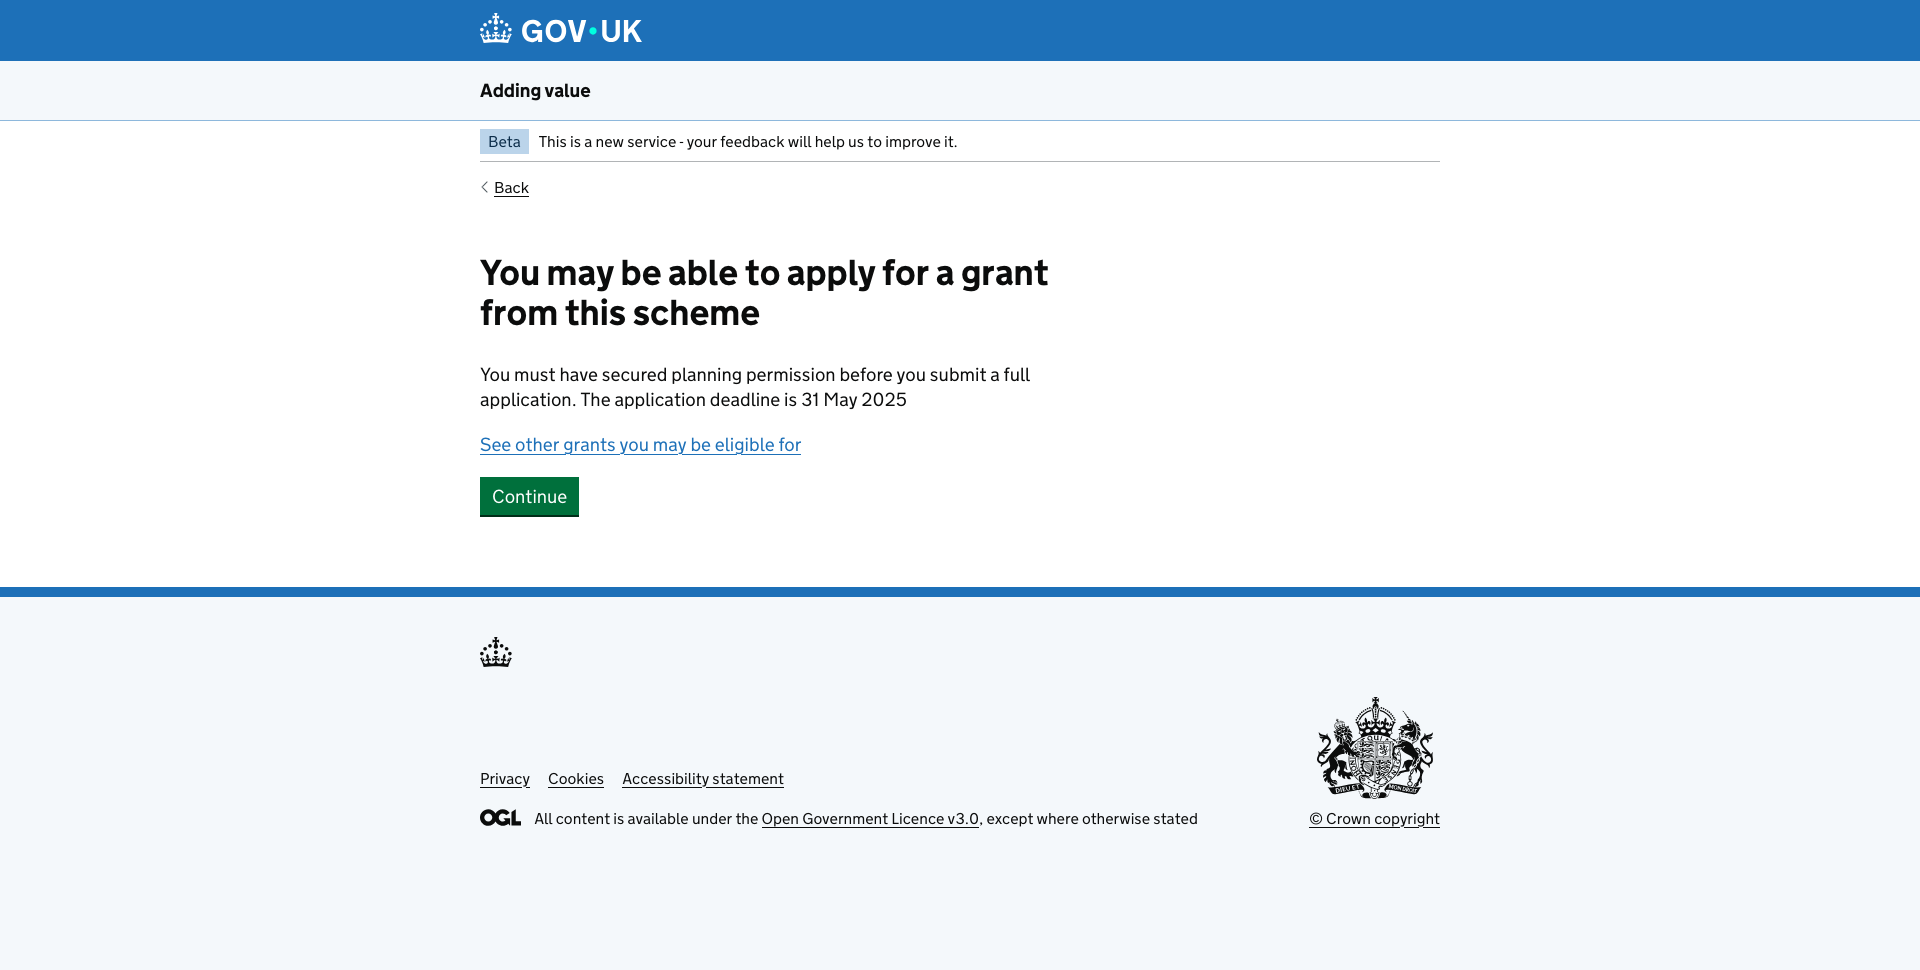 GOV·UK
Adding value
Beta This is a new service - your feedback will help us to improve it.
Back
You may be able to apply for a grant
from this scheme
You must have secured planning permission before you submit a full
application. The application deadline is 31 May 2025
See other grants you may be eligible for
Continue
Privacy Cookies Accessibility statement
DIEU ET MON DROIT
OGL All content is available under the Open Government Licence v3.0, except where otherwise stated
© Crown copyright